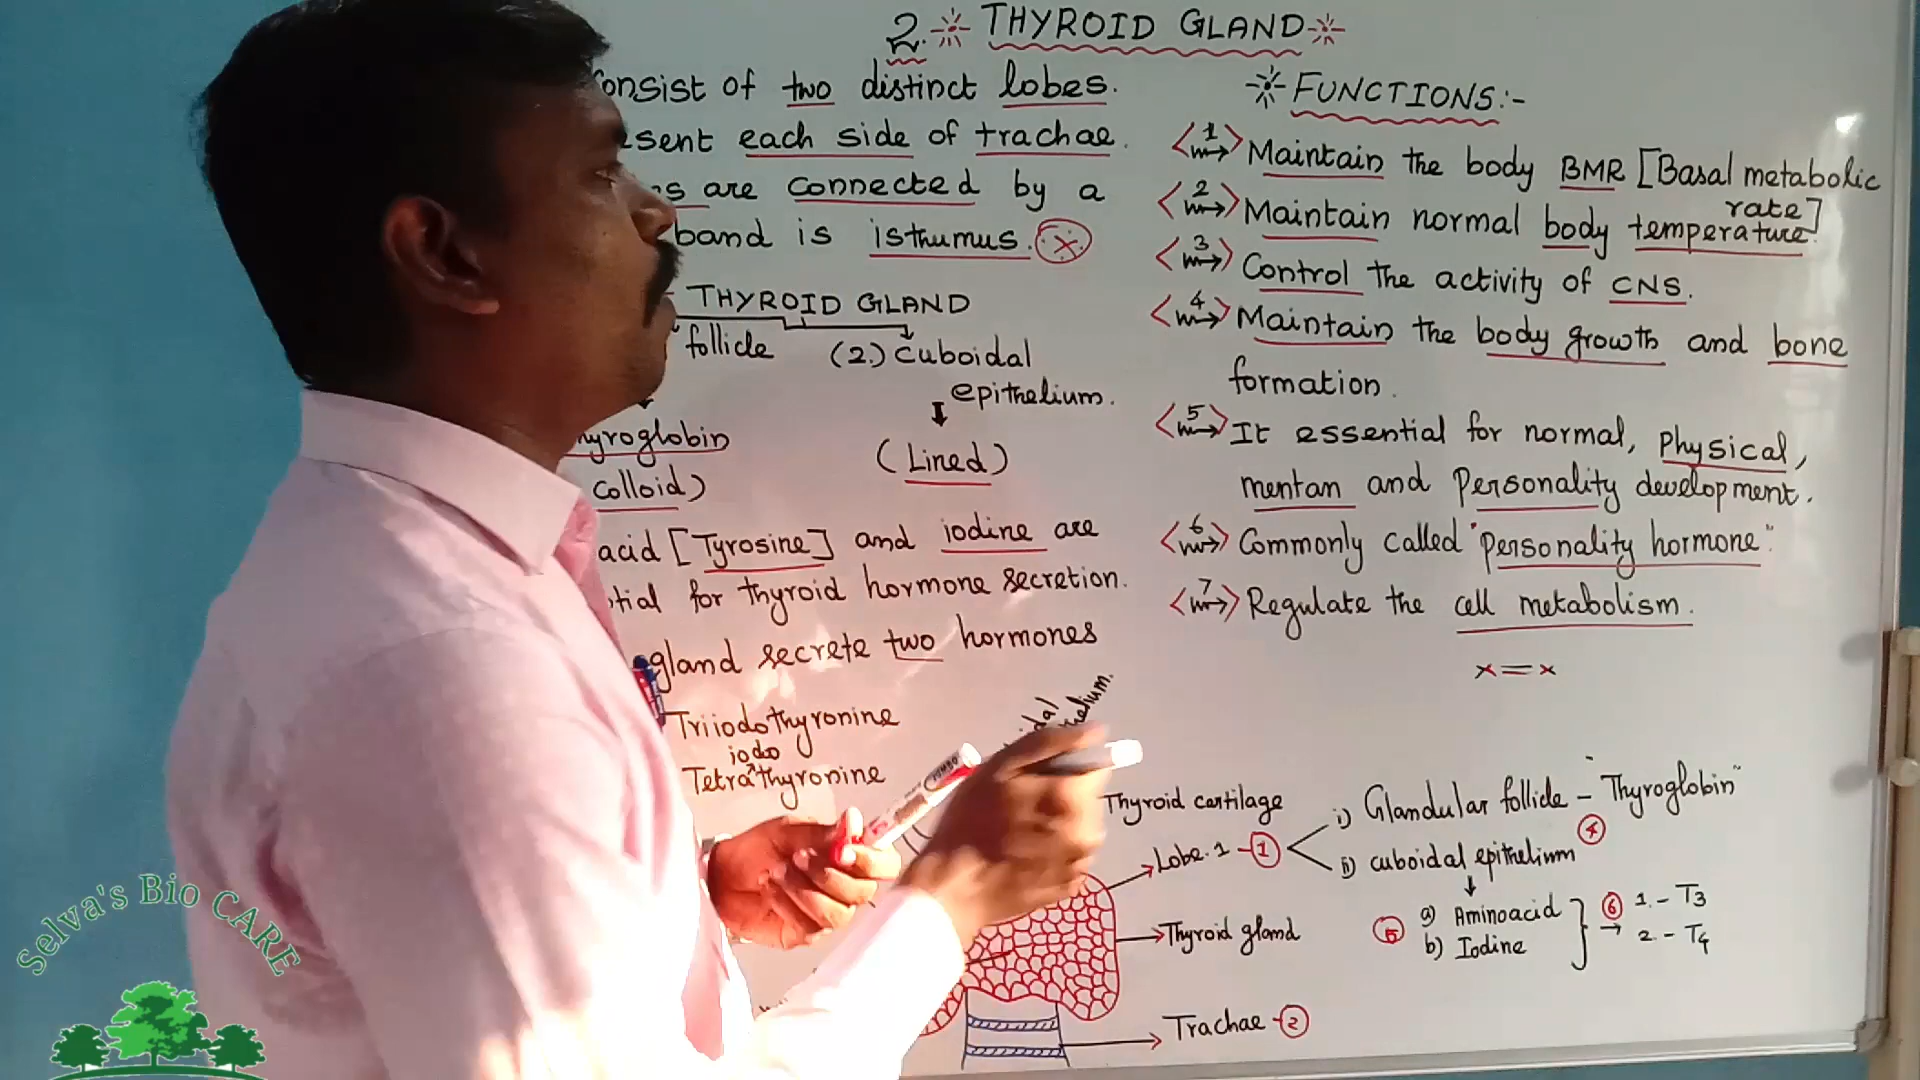 2. THYROID GLAND
onsist of two distinct lobes.
sent each side of trachae.
s are connected by a
band is isthumus. x
THYROID GLAND
follicle (2.) cuboidal
epithelium.
yroglobin
(Lined)
colloid)
acid [Tyrosine] and iodine are
tial for thyroid hormone secretion.
gland secrete two hormones
Triiodothyronine
iodo
Tetra^thyronine
FUNCTIONS:-
<1> Maintain the body BMR [Basal metabolic
rate]
<2> Maintain normal body temperature.
<3> Control the activity of CNS.
<4> Maintain the body growth and bone
formation.
<5> It essential for normal, physical,
mentan and Personality development.
<6> Commonly called "personality hormone".
<7> Regulate the cell metabolism.
x=x
Thyroid cartilage
Lobe.1 - 1
i) Glandular follicle - "Thyroglobin"
4
ii) cuboidal epithelium
5 a) Aminoacid
b) Iodine
6 1.- T3
2.- T4
Thyroid gland
Trachae - 2
Selva's Bio CARE
JUMBO